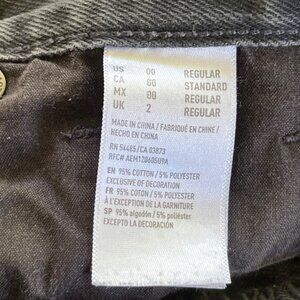 US 00 REGULAR
CA 00 STANDARD
MX 00 REGULAR
UK 2 REGULAR
MADE IN CHINA / FABRIQUÉ EN CHINE /
HECHO EN CHINA
RN 54485/CA 03873
RFC# AEM12060509A
EN 95% COTTON / 5% POLYESTER
EXCLUSIVE OF DECORATION
FR 95% COTON / 5% POLYESTER
À L'EXCEPTION DE LA GARNITURE
SP 95% algodón / 5% poliéster
EXCEPTO LA DECORACIÓN